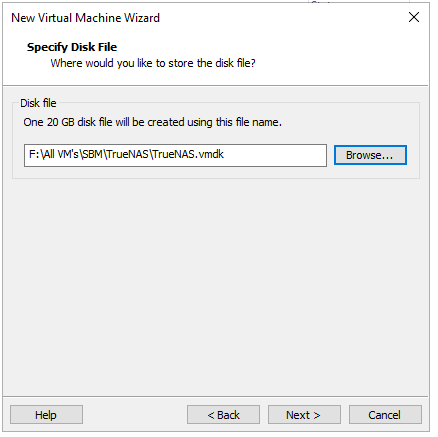 New Virtual Machine Wizard
Specify Disk File
Where would you like to store the disk file?
Disk file
One 20 GB disk file will be created using this file name.
F:\All VM's\SBM\TrueNAS\TrueNAS.vmdk
Browse...
Help
< Back
Next >
Cancel